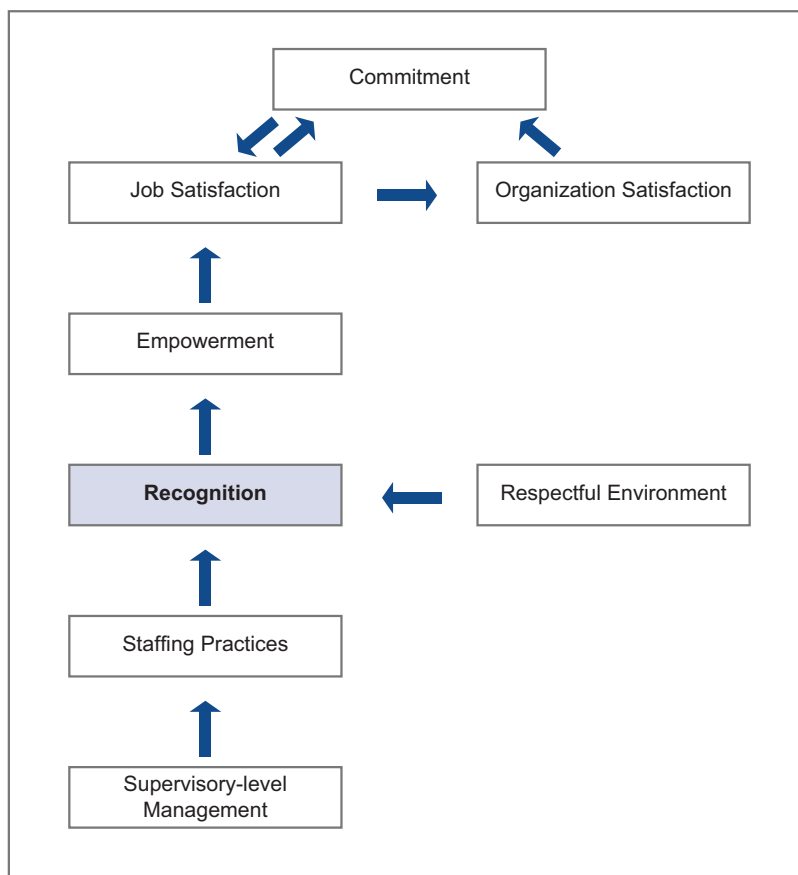 Commitment
Job Satisfaction
Organization Satisfaction
Empowerment
Recognition
Respectful Environment
Staffing Practices
Supervisory-level
Management